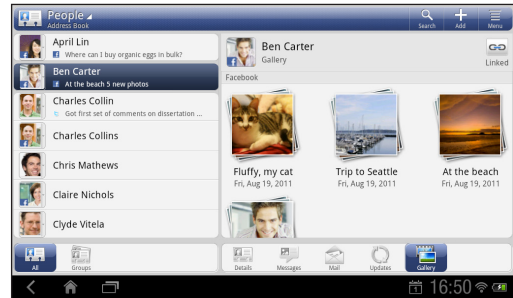 People
Address Book
Search
Add
Menu
April Lin
Where can I buy organic eggs in bulk?
Ben Carter
At the beach 5 new photos
Charles Collin
Got first set of comments on dissertation ...
Charles Collins
Chris Mathews
Claire Nichols
Clyde Vitela
All
Groups
Ben Carter
Gallery
Linked
Facebook
Fluffy, my cat
Fri, Aug 19, 2011
Trip to Seattle
Fri, Aug 19, 2011
At the beach
Fri, Aug 19, 2011
Details
Messages
Mail
Updates
Gallery
1
16:50